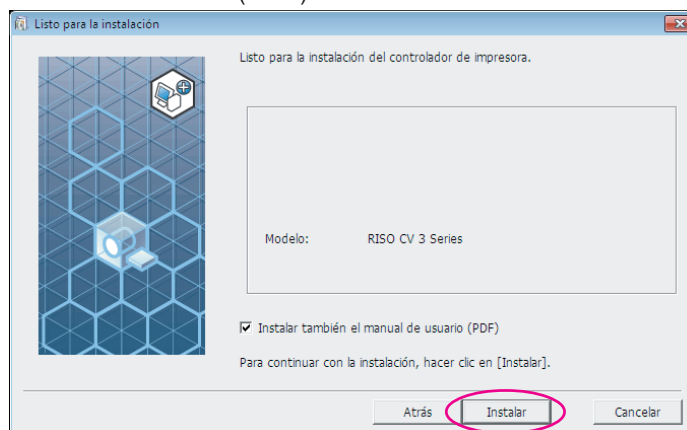 Listo para la instalación
Listo para la instalación del controlador de impresora.
Modelo: RISO CV 3 Series
Instalar también el manual de usuario (PDF)
Para continuar con la instalación, hacer clic en [Instalar].
Atrás Instalar Cancelar